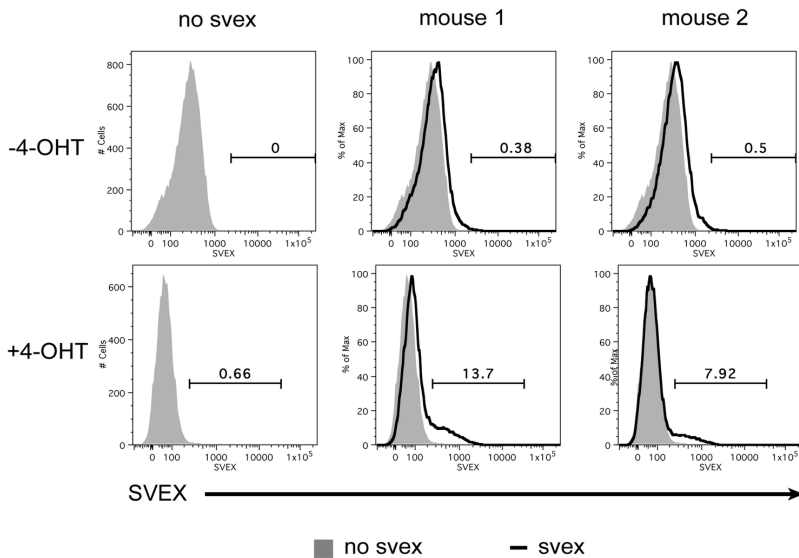 no svex
mouse 1
mouse 2
-4-OHT
# Cells
800
600
400
200
0
0
0 100 1000 10000 1x10^5
SVEX
% of Max
100
80
60
40
20
0
0.38
0 100 1000 10000 1x10^5
SVEX
% of Max
100
80
60
40
20
0
0.5
0 100 1000 10000 1x10^5
SVEX
+4-OHT
# Cells
600
400
200
0
0.66
0 100 1000 10000 1x10^5
SVEX
% of Max
100
80
60
40
20
0
13.7
0 100 1000 10000 1x10^5
SVEX
% of Max
100
80
60
40
20
0
7.92
0 100 1000 10000 1x10^5
SVEX
SVEX
no svex
svex